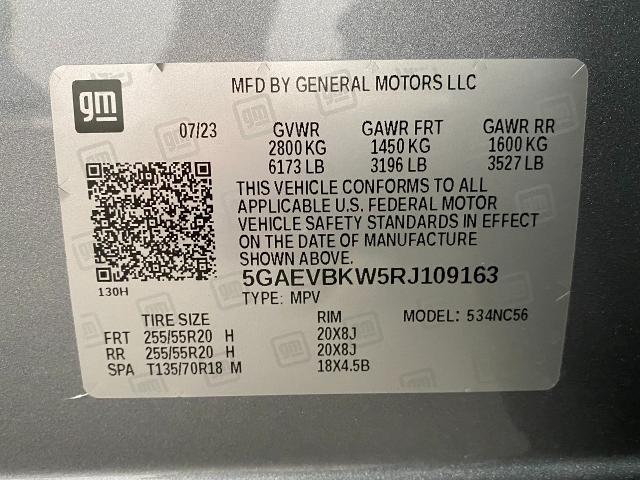 gm
MFD BY GENERAL MOTORS LLC
07/23 GVWR GAWR FRT GAWR RR
2800 KG 1450 KG 1600 KG
6173 LB 3196 LB 3527 LB
THIS VEHICLE CONFORMS TO ALL
APPLICABLE U.S. FEDERAL MOTOR
VEHICLE SAFETY STANDARDS IN EFFECT
ON THE DATE OF MANUFACTURE
SHOWN ABOVE.
5GAEVBKW5RJ109163
130H
TYPE: MPV
TIRE SIZE RIM MODEL: 534NC56
FRT 255/55R20 H 20X8J
RR 255/55R20 H 20X8J
SPA T135/70R18 M 18X4.5B